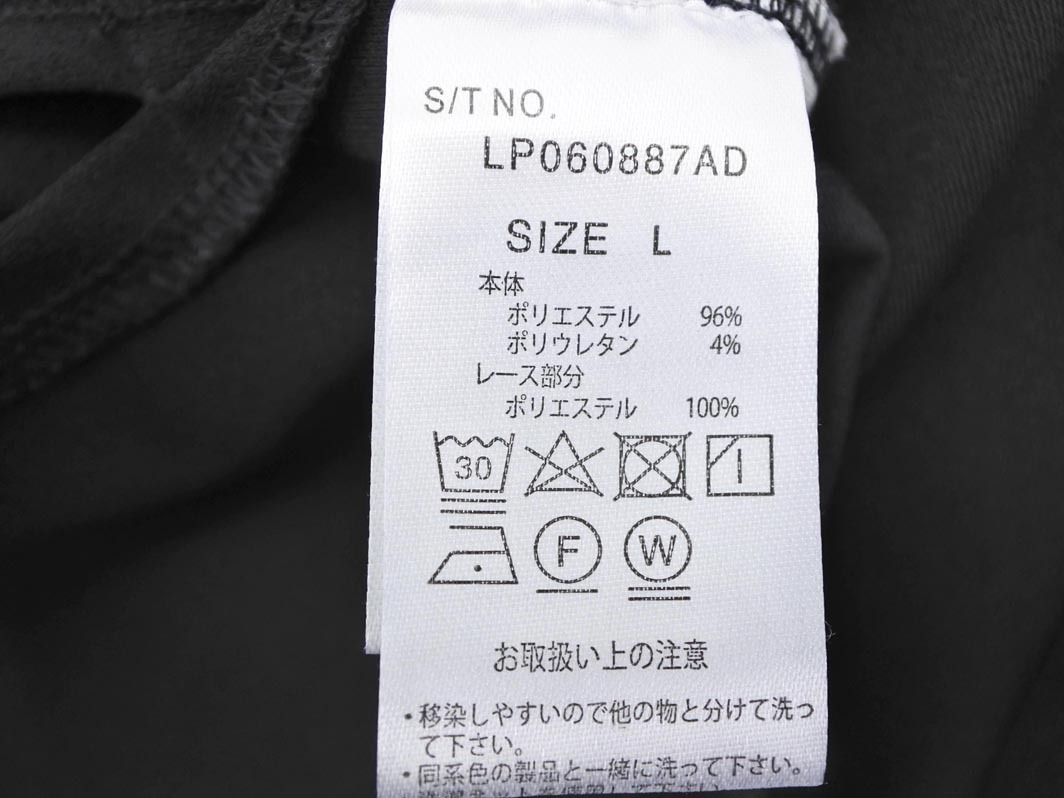 S/T NO.
LP060887AD
SIZE L
本体
ポリエステル 96%
ポリウレタン 4%
レース部分
ポリエステル 100%
30
F W
お取扱い上の注意
・移染しやすいので他の物と分けて洗っ
て下さい。
・同系色の製品と一緒に洗って下さい。